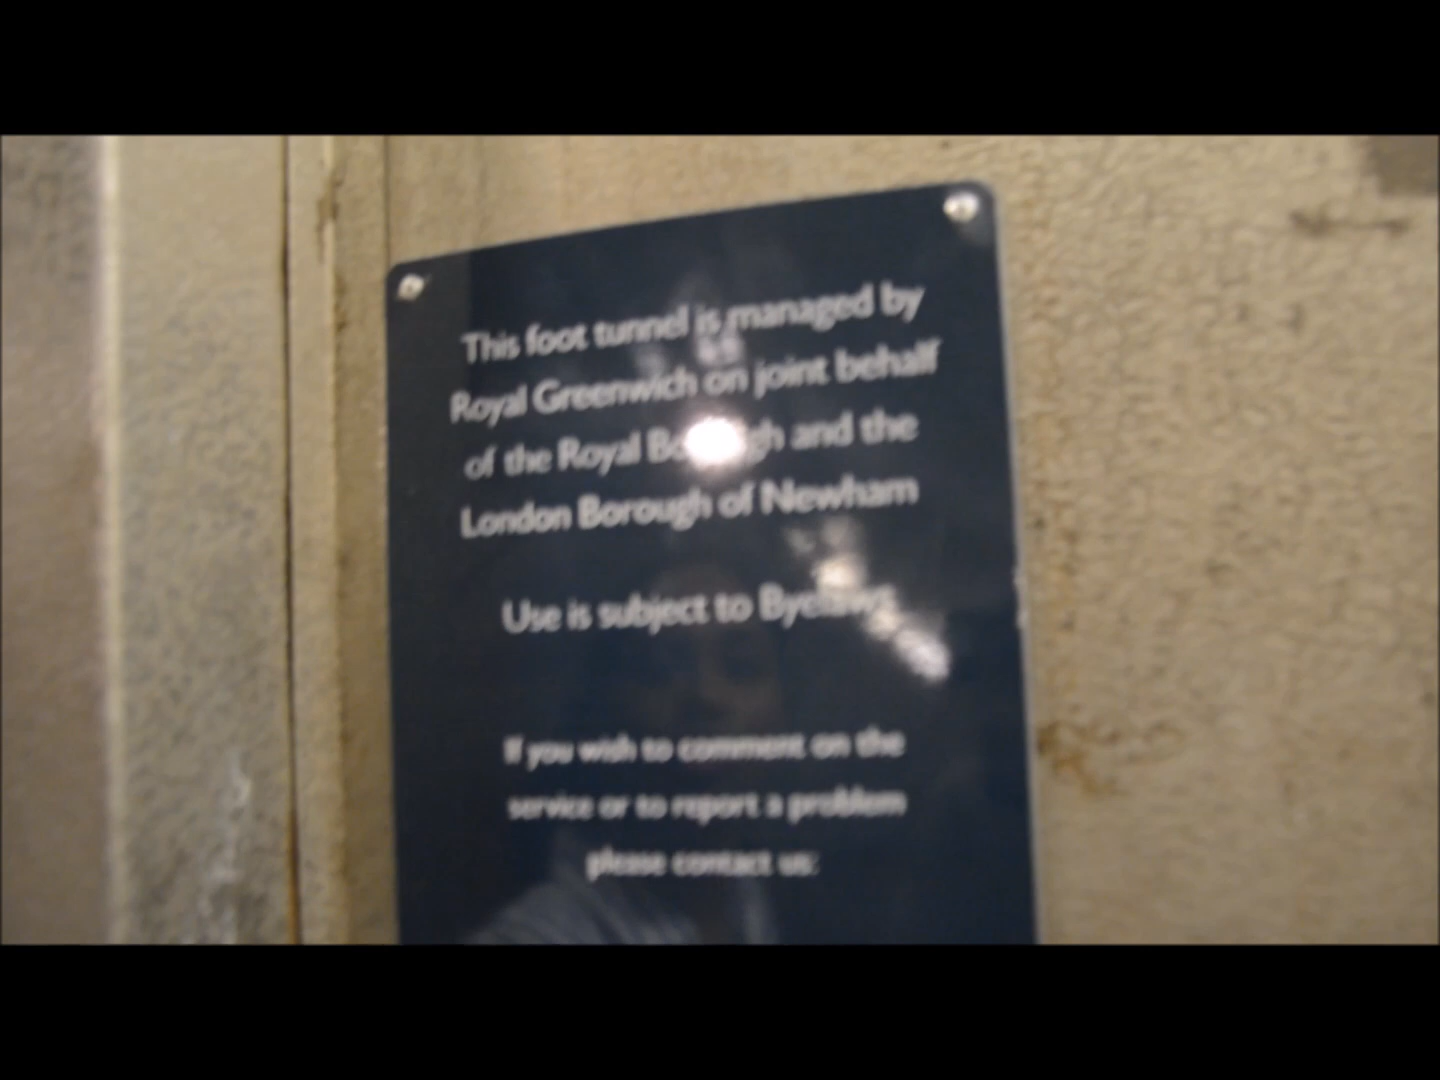 This foot tunnel is managed by
Royal Greenwich on joint behalf
of the Royal Borough and the
London Borough of Newham
Use is subject to Byelaws
If you wish to comment on the
service or to report a problem
please contact us: